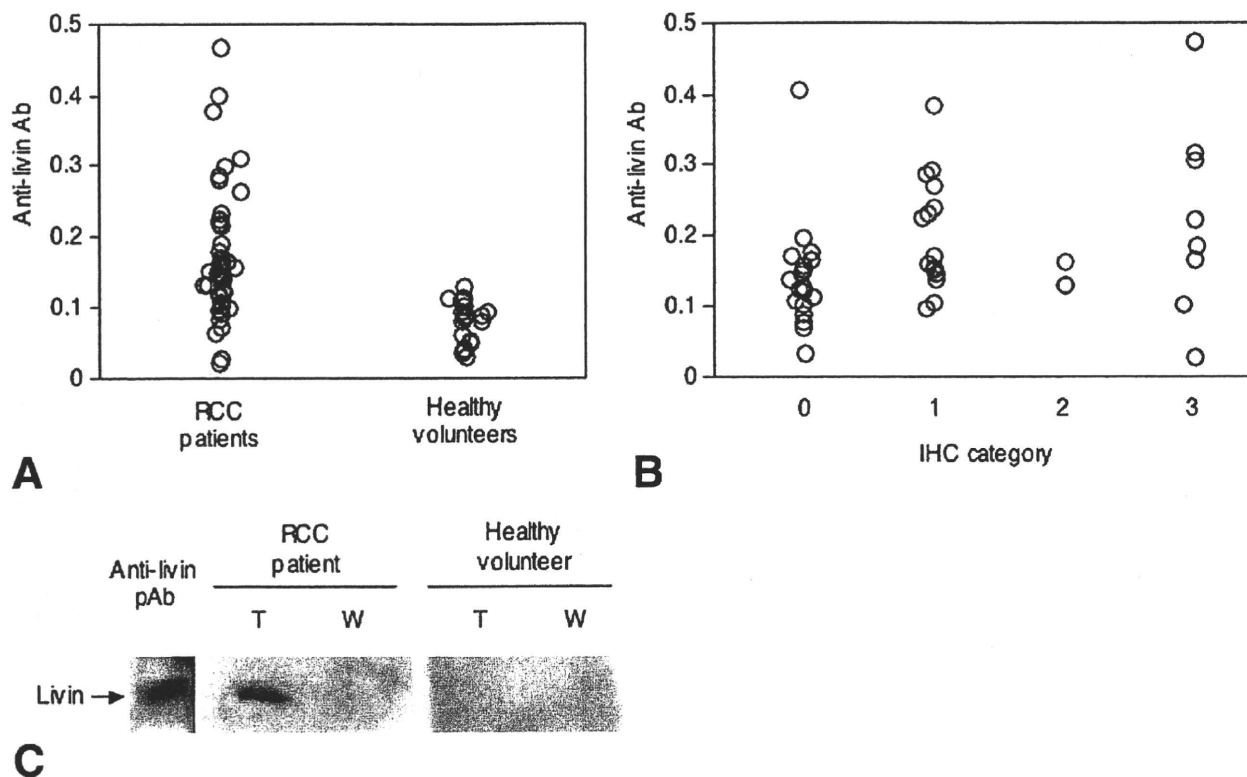 0.5
0.4
0.3
0.2
0.1
0
Anti-livin Ab
RCC
patients
Healthy
volunteers
A
0.5
0.4
0.3
0.2
0.1
0
Anti-livin Ab
0 1 2 3
IHC category
B
Anti-livin
pAb
RCC
patient
T W
Healthy
volunteer
T W
Livin
C